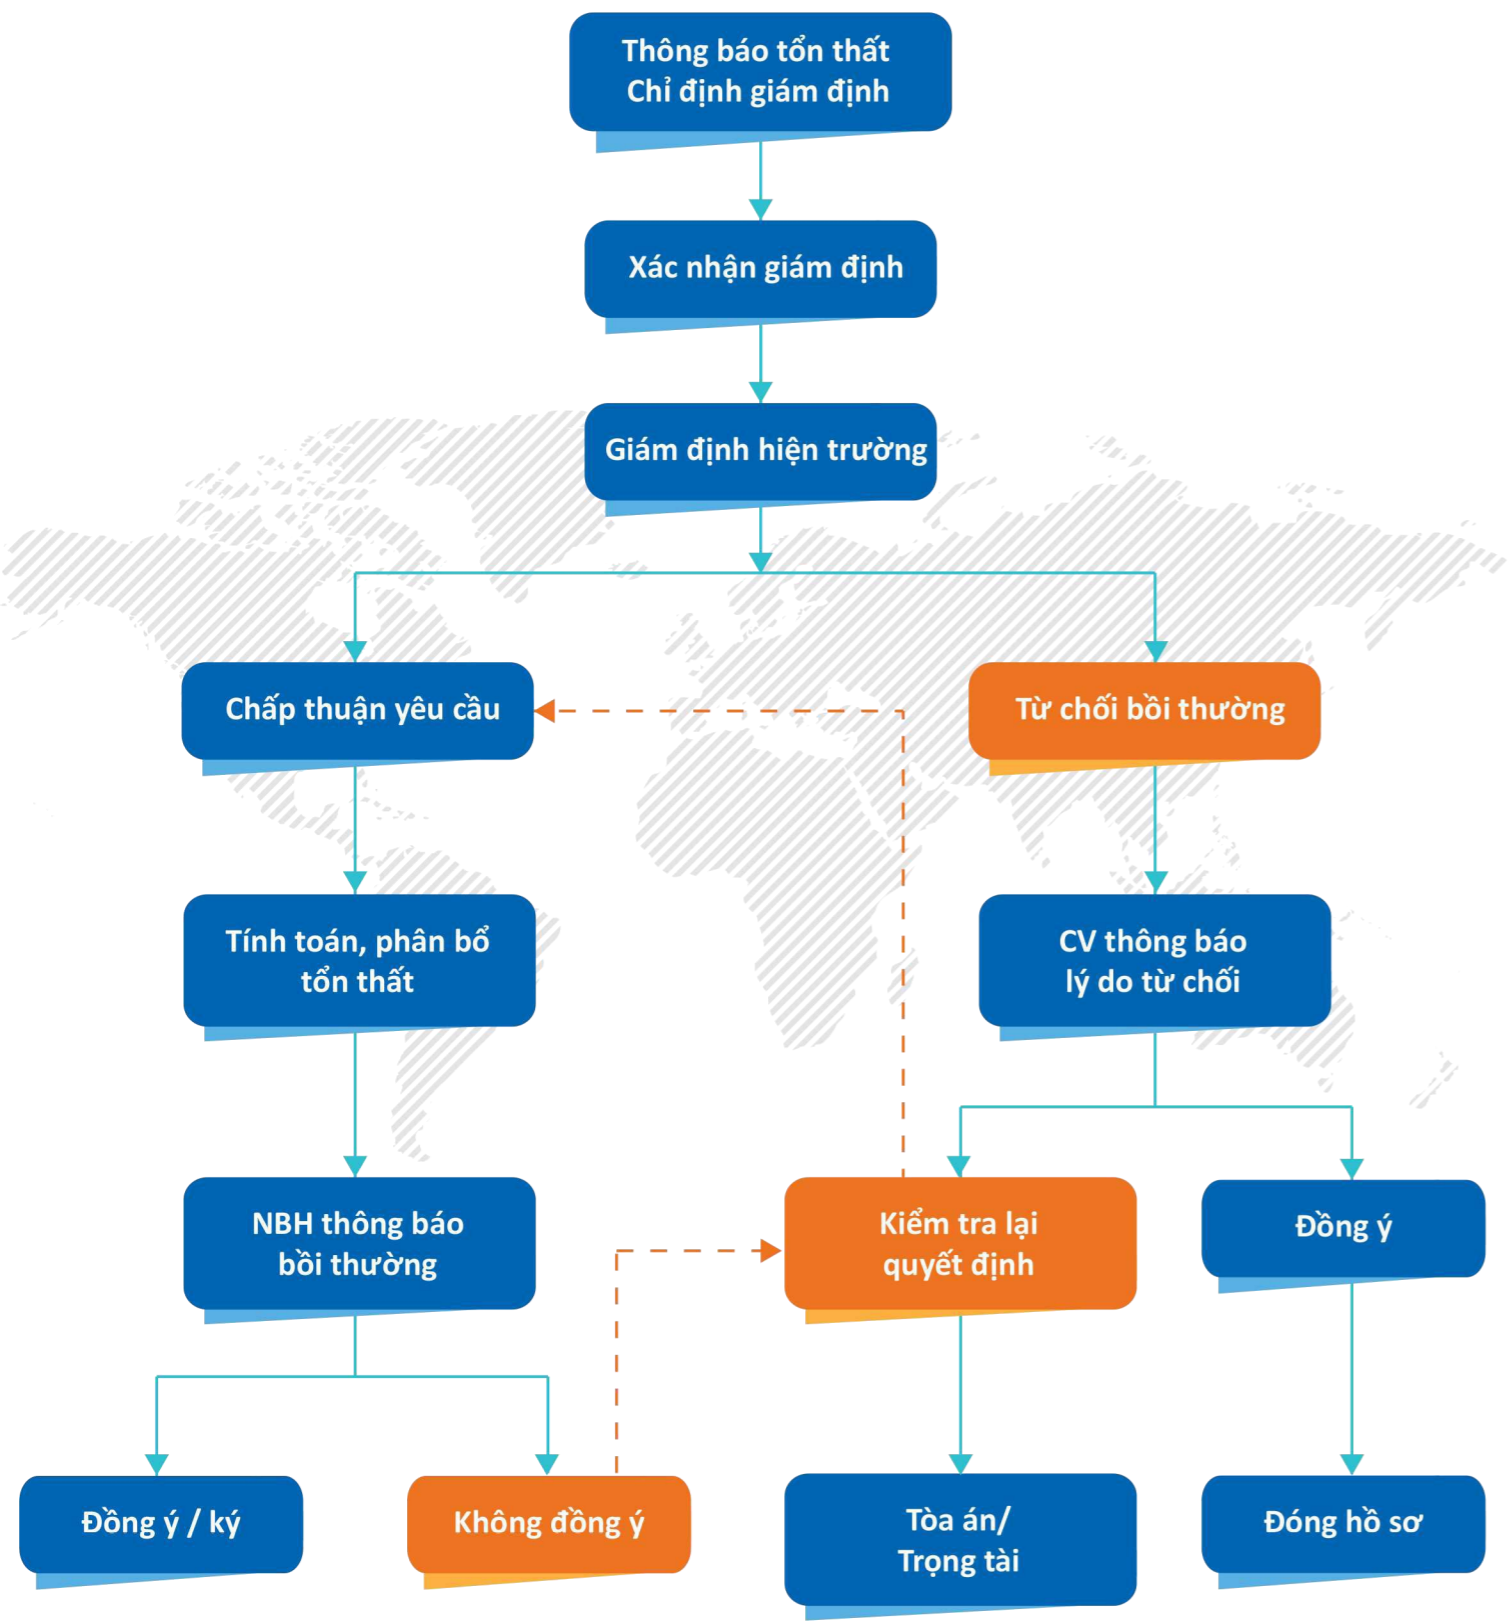 Thông báo tổn thất
Chỉ định giám định
Xác nhận giám định
Giám định hiện trường
Chấp thuận yêu cầu
Từ chối bồi thường
Tính toán, phân bổ
tổn thất
CV thông báo
lý do từ chối
NBH thông báo
bồi thường
Kiểm tra lại
quyết định
Đồng ý
Đồng ý / ký
Không đồng ý
Tòa án/
Trọng tài
Đóng hồ sơ